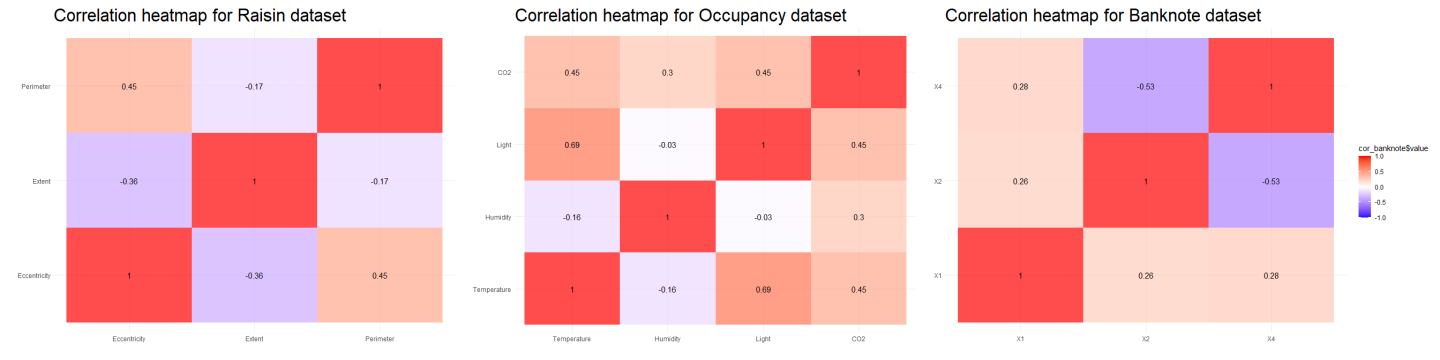 Correlation heatmap for Raisin dataset
Perimeter
0.45 -0.17 1
Extent
-0.36 1 -0.17
Eccentricity
1 -0.36 0.45
Eccentricity Extent Perimeter
Correlation heatmap for Occupancy dataset
CO2
0.45 0.3 0.45 1
Light
0.69 -0.03 1 0.45
Humidity
-0.16 1 -0.03 0.3
Temperature
1 -0.16 0.69 0.45
Temperature Humidity Light CO2
Correlation heatmap for Banknote dataset
X4
0.28 -0.53 1
X2
0.26 1 -0.53
X1
1 0.26 0.28
X1 X2 X4
cor_banknote$value
1.0
0.5
0.0
-0.5
-1.0